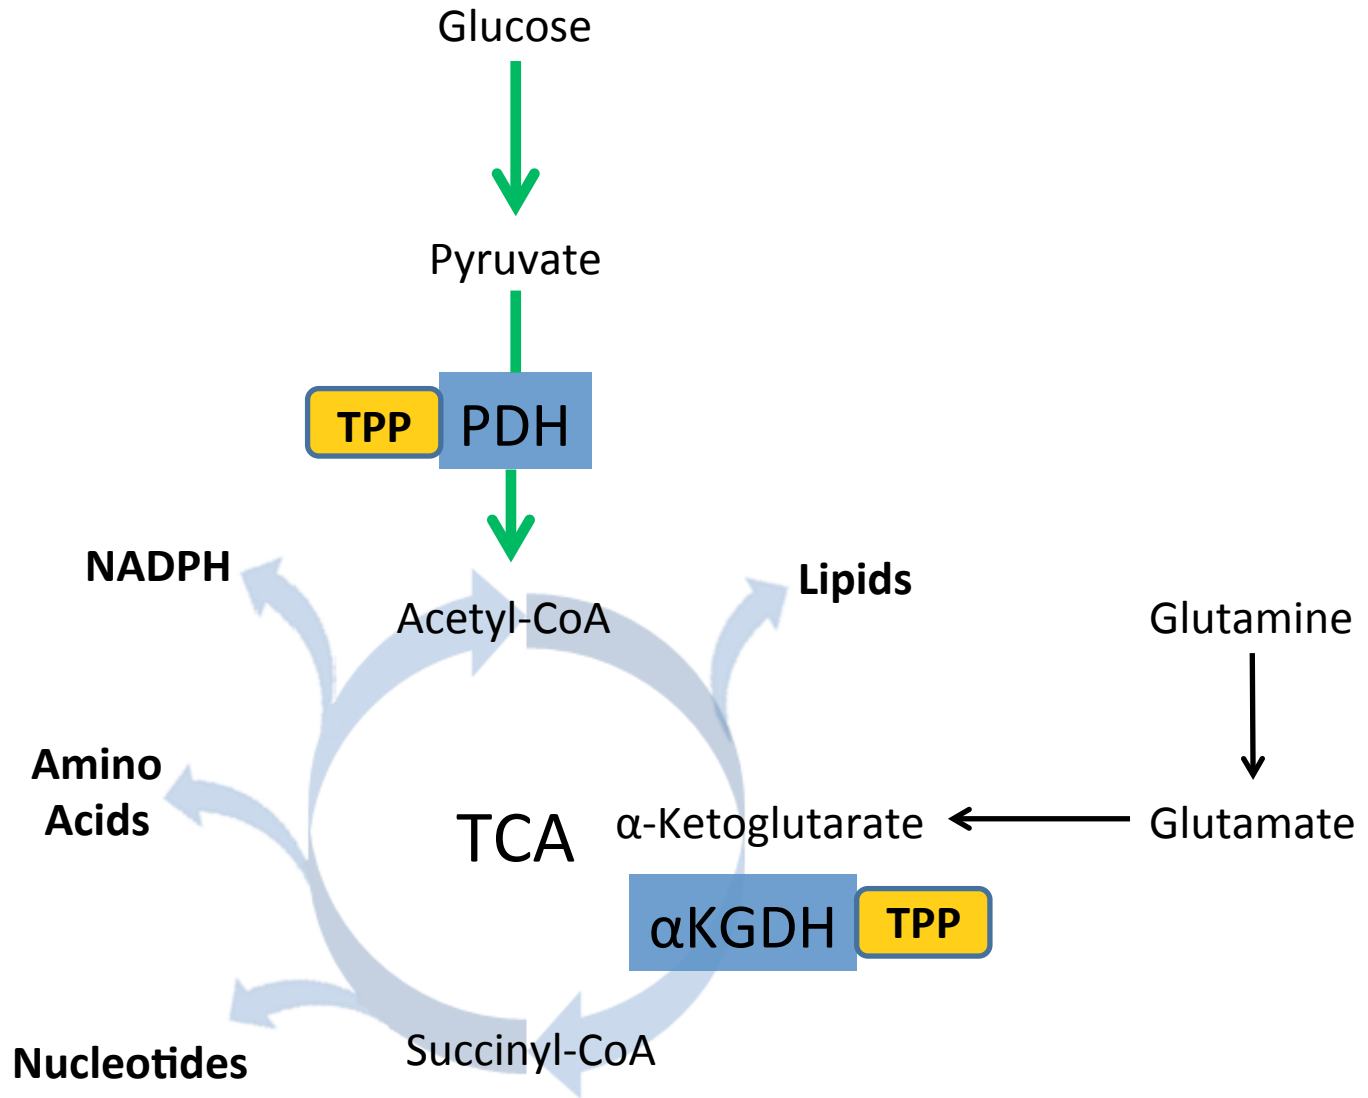 Glucose
Pyruvate
TPP
PDH
NADPH
Lipids
Acetyl-CoA
Glutamine
Amino
Acids
TCA
α-Ketoglutarate
Glutamate
αKGDH
TPP
Succinyl-CoA
Nucleotides